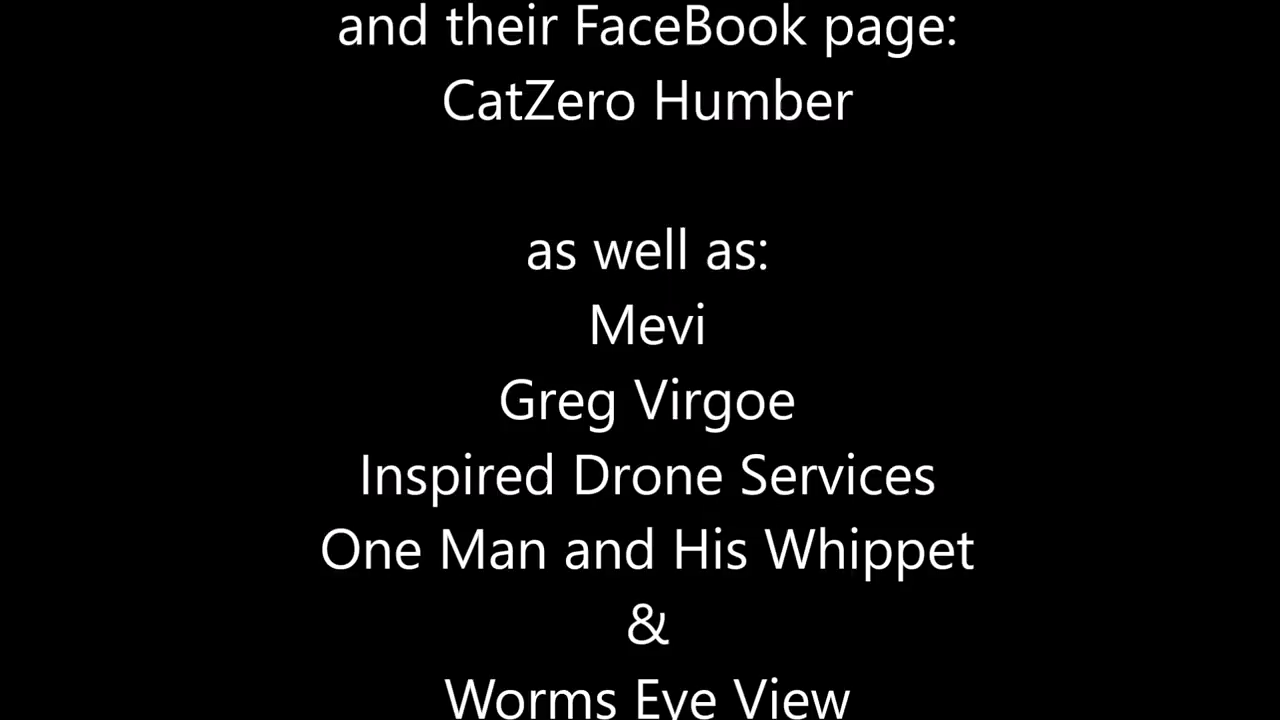 and their FaceBook page:
CatZero Humber
as well as:
Mevi
Greg Virgoe
Inspired Drone Services
One Man and His Whippet
&
Worms Eye View